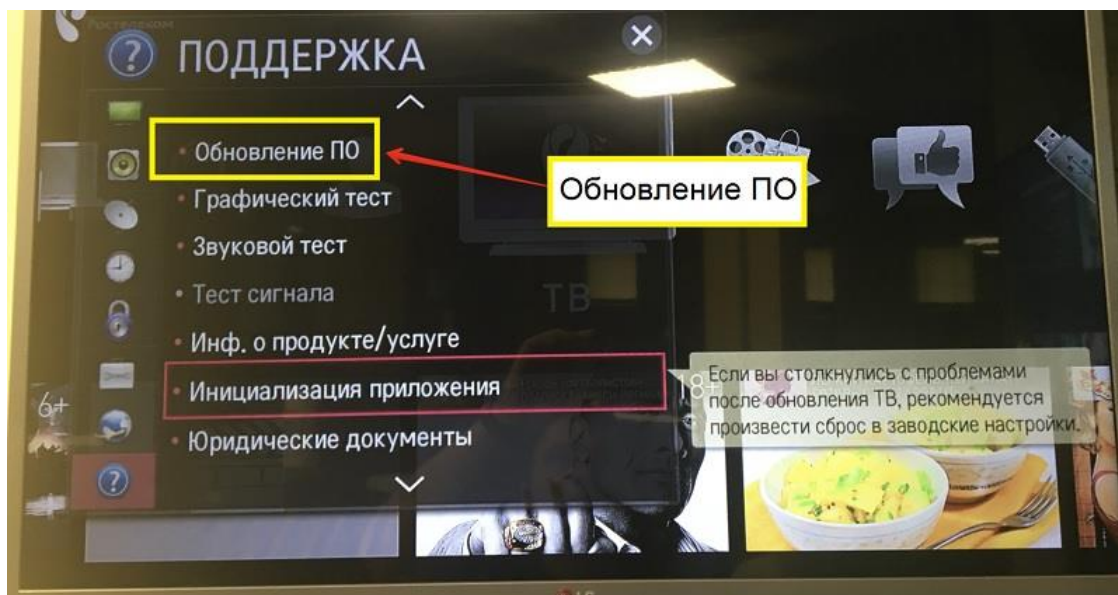 Ростелеком
ПОДДЕРЖКА
Обновление ПО
Обновление ПО
Графический тест
Звуковой тест
Тест сигнала
ТВ
Инф. о продукте/услуге
Инициализация приложения
18+
Если вы столкнулись с проблемами
после обновления ТВ, рекомендуется
произвести сброс в заводские настройки.
6+
Юридические документы